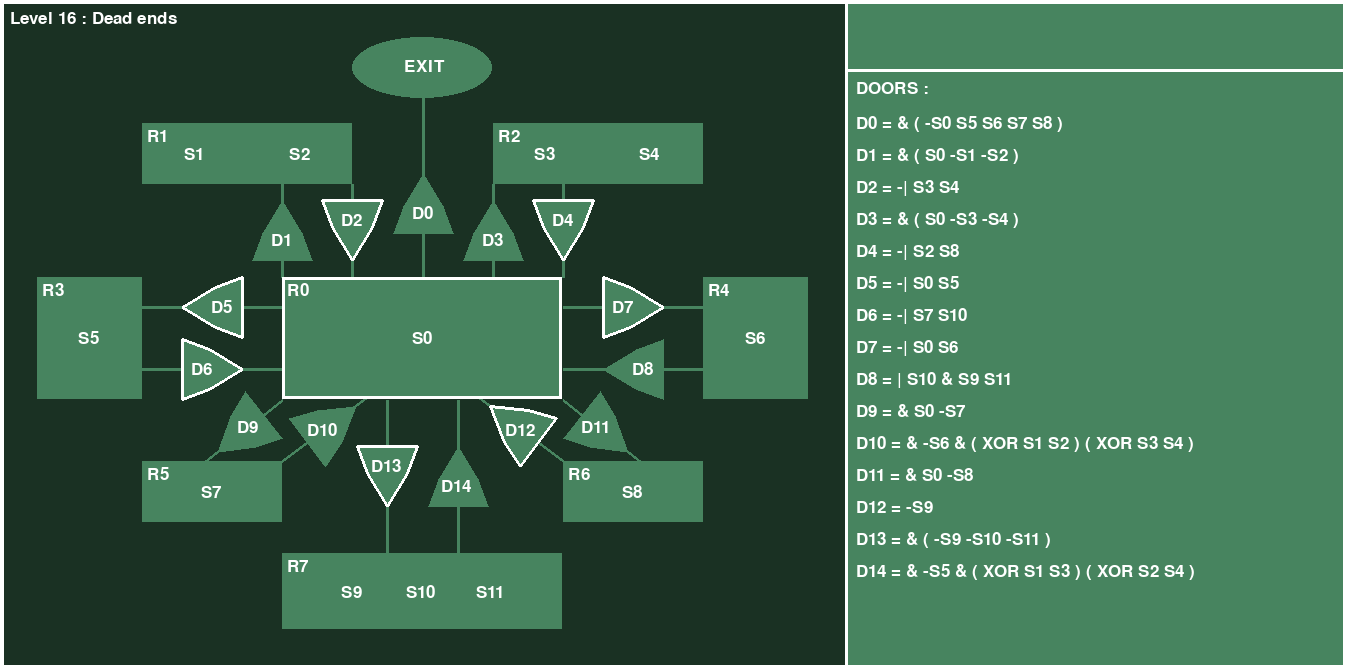 Level 16 : Dead ends
EXIT
R1
S1 S2
R2
S3 S4
D1
D2
D0
D3
D4
R3
S5
D5
D6
R0
S0
D7
D8
R4
S6
D9
D10
D13
D14
D12
D11
R5
S7
R6
S8
R7
S9 S10 S11
DOORS :
D0 = & ( -S0 S5 S6 S7 S8 )
D1 = & ( S0 -S1 -S2 )
D2 = -| S3 S4
D3 = & ( S0 -S3 -S4 )
D4 = -| S2 S8
D5 = -| S0 S5
D6 = -| S7 S10
D7 = -| S0 S6
D8 = | S10 & S9 S11
D9 = & S0 -S7
D10 = & -S6 & ( XOR S1 S2 ) ( XOR S3 S4 )
D11 = & S0 -S8
D12 = -S9
D13 = & ( -S9 -S10 -S11 )
D14 = & -S5 & ( XOR S1 S3 ) ( XOR S2 S4 )